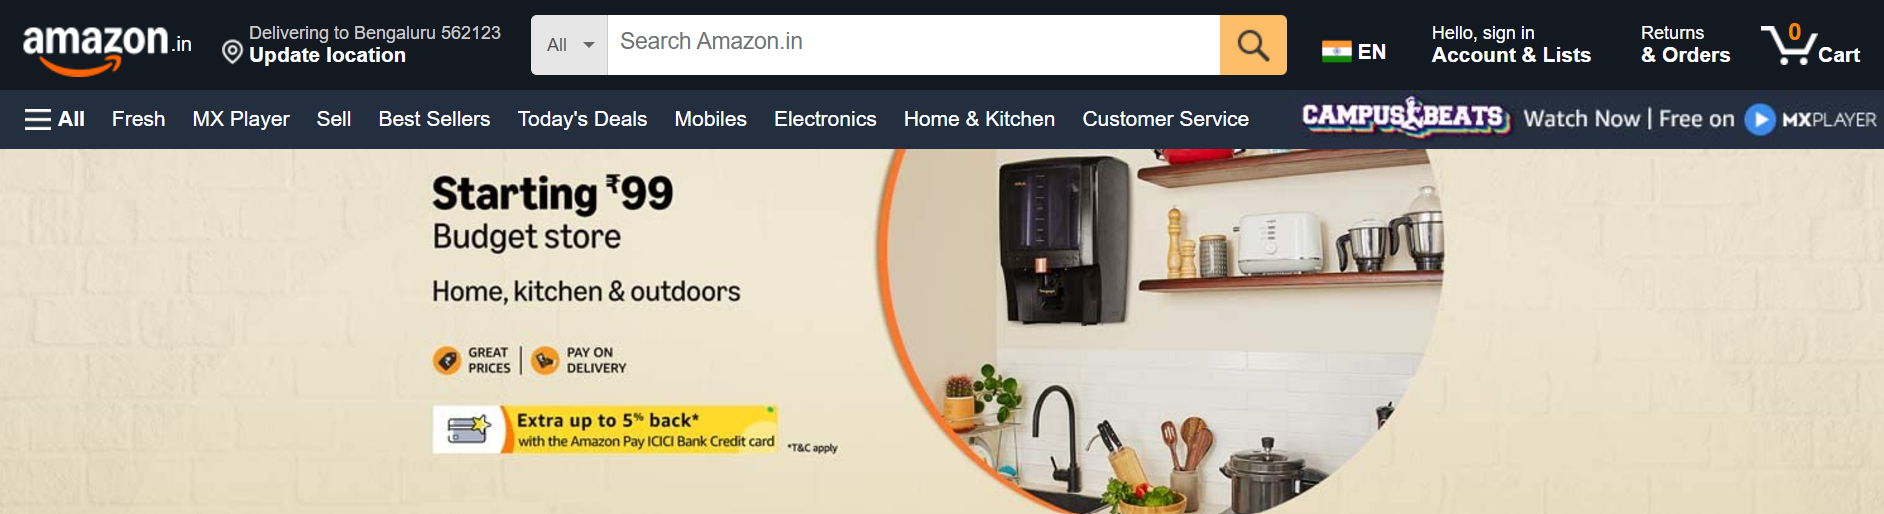 amazon.in
Delivering to Bengaluru 562123
Update location
All
Search Amazon.in
EN
Hello, sign in
Account & Lists
Returns
& Orders
0
Cart
All
Fresh
MX Player
Sell
Best Sellers
Today's Deals
Mobiles
Electronics
Home & Kitchen
Customer Service
CAMPUS BEATS
Watch Now | Free on
MXPLAYER
Starting ₹99
Budget store
Home, kitchen & outdoors
GREAT
PRICES
PAY ON
DELIVERY
Extra up to 5% back*
with the Amazon Pay ICICI Bank Credit card
*T&C apply